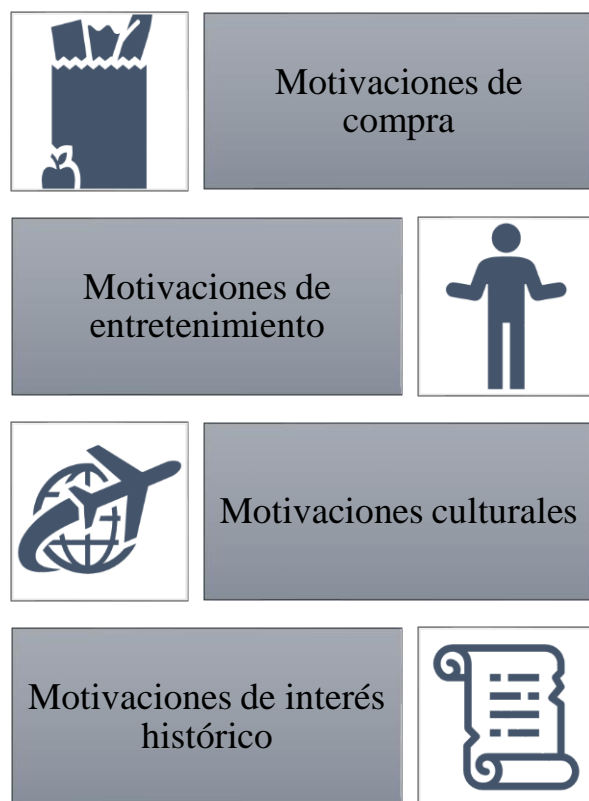 Motivaciones de
compra
Motivaciones de
entretenimiento
Motivaciones culturales
Motivaciones de interés
histórico